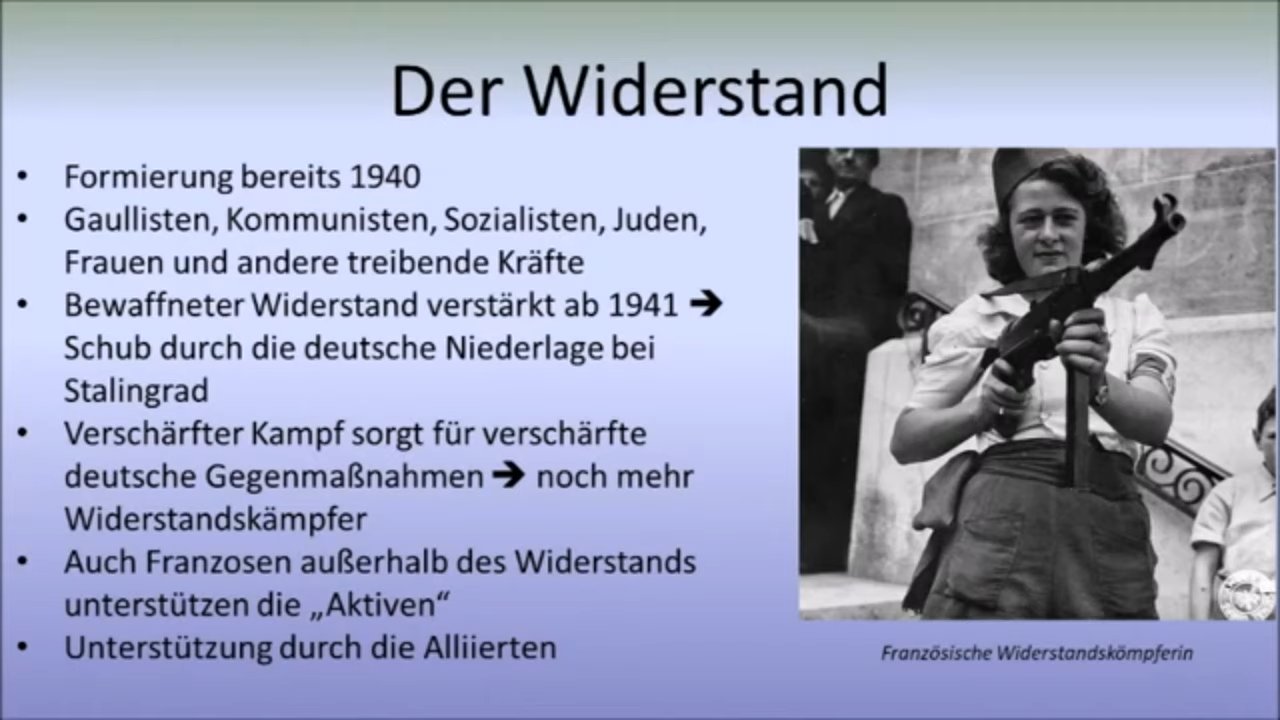 Der Widerstand
• Formierung bereits 1940
• Gaullisten, Kommunisten, Sozialisten, Juden,
Frauen und andere treibende Kräfte
• Bewaffneter Widerstand verstärkt ab 1941 ➔
Schub durch die deutsche Niederlage bei
Stalingrad
• Verschärfter Kampf sorgt für verschärfte
deutsche Gegenmaßnahmen ➔ noch mehr
Widerstandskämpfer
• Auch Franzosen außerhalb des Widerstands
unterstützen die „Aktiven“
• Unterstützung durch die Alliierten
Französische Widerstandskömpferin